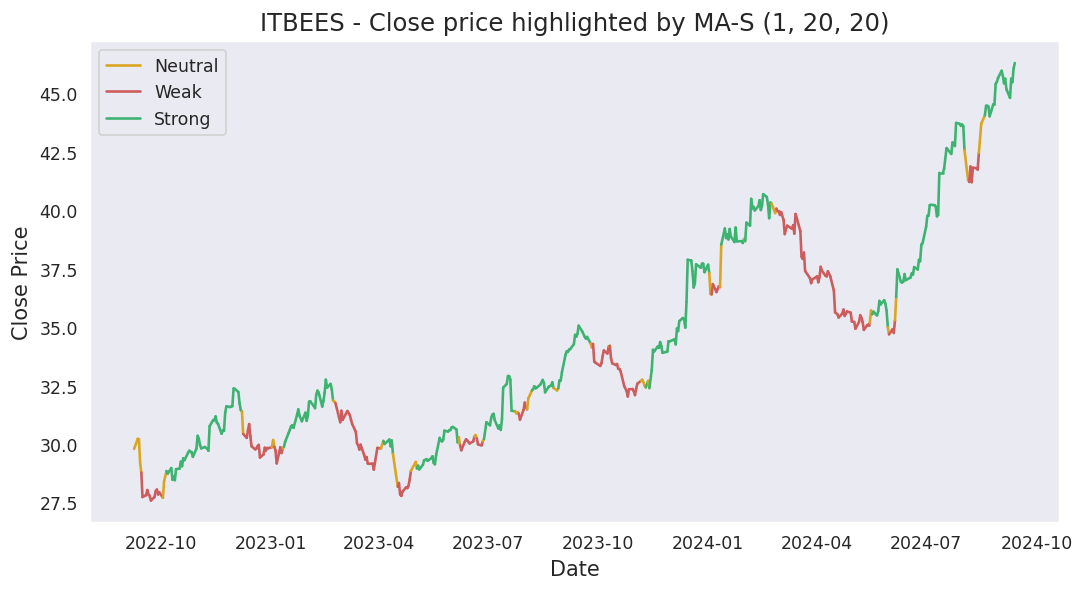 ITBEES - Close price highlighted by MA-S (1, 20, 20)
Neutral
Weak
Strong
Close Price
45.0
42.5
40.0
37.5
35.0
32.5
30.0
27.5
2022-10 2023-01 2023-04 2023-07 2023-10 2024-01 2024-04 2024-07 2024-10
Date